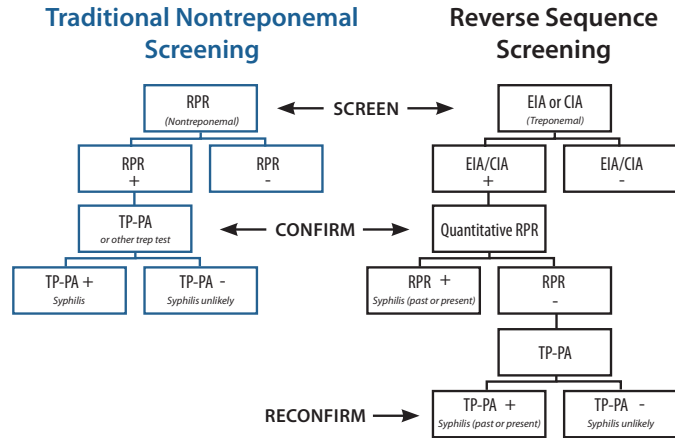 Traditional Nontreponemal
Screening
Reverse Sequence
Screening
RPR
(Nontreponemal)
SCREEN
EIA or CIA
(Treponemal)
RPR
+
RPR
-
EIA/CIA
+
EIA/CIA
-
TP-PA
or other trep test
CONFIRM
Quantitative RPR
TP-PA +
Syphilis
TP-PA -
Syphilis unlikely
RPR +
Syphilis (past or present)
RPR
-
TP-PA
RECONFIRM
TP-PA +
Syphilis (past or present)
TP-PA -
Syphilis unlikely